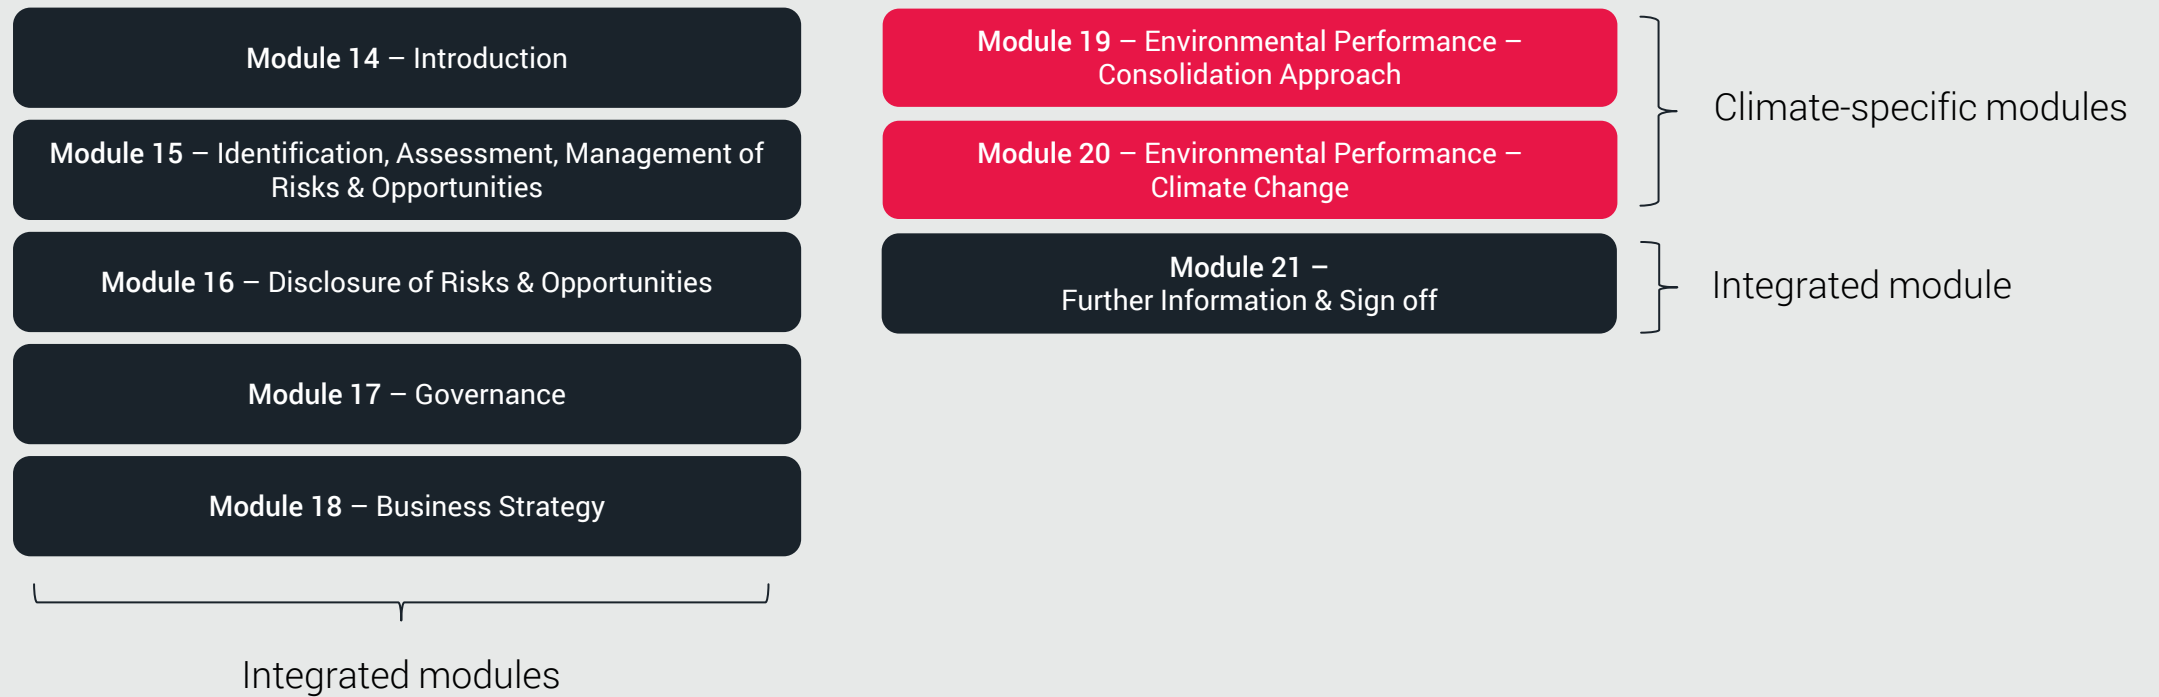 Module 14 – Introduction
Module 15 – Identification, Assessment, Management of
Risks & Opportunities
Module 16 – Disclosure of Risks & Opportunities
Module 17 – Governance
Module 18 – Business Strategy
Integrated modules
Module 19 – Environmental Performance –
Consolidation Approach
Module 20 – Environmental Performance –
Climate Change
Climate-specific modules
Module 21 –
Further Information & Sign off
Integrated module